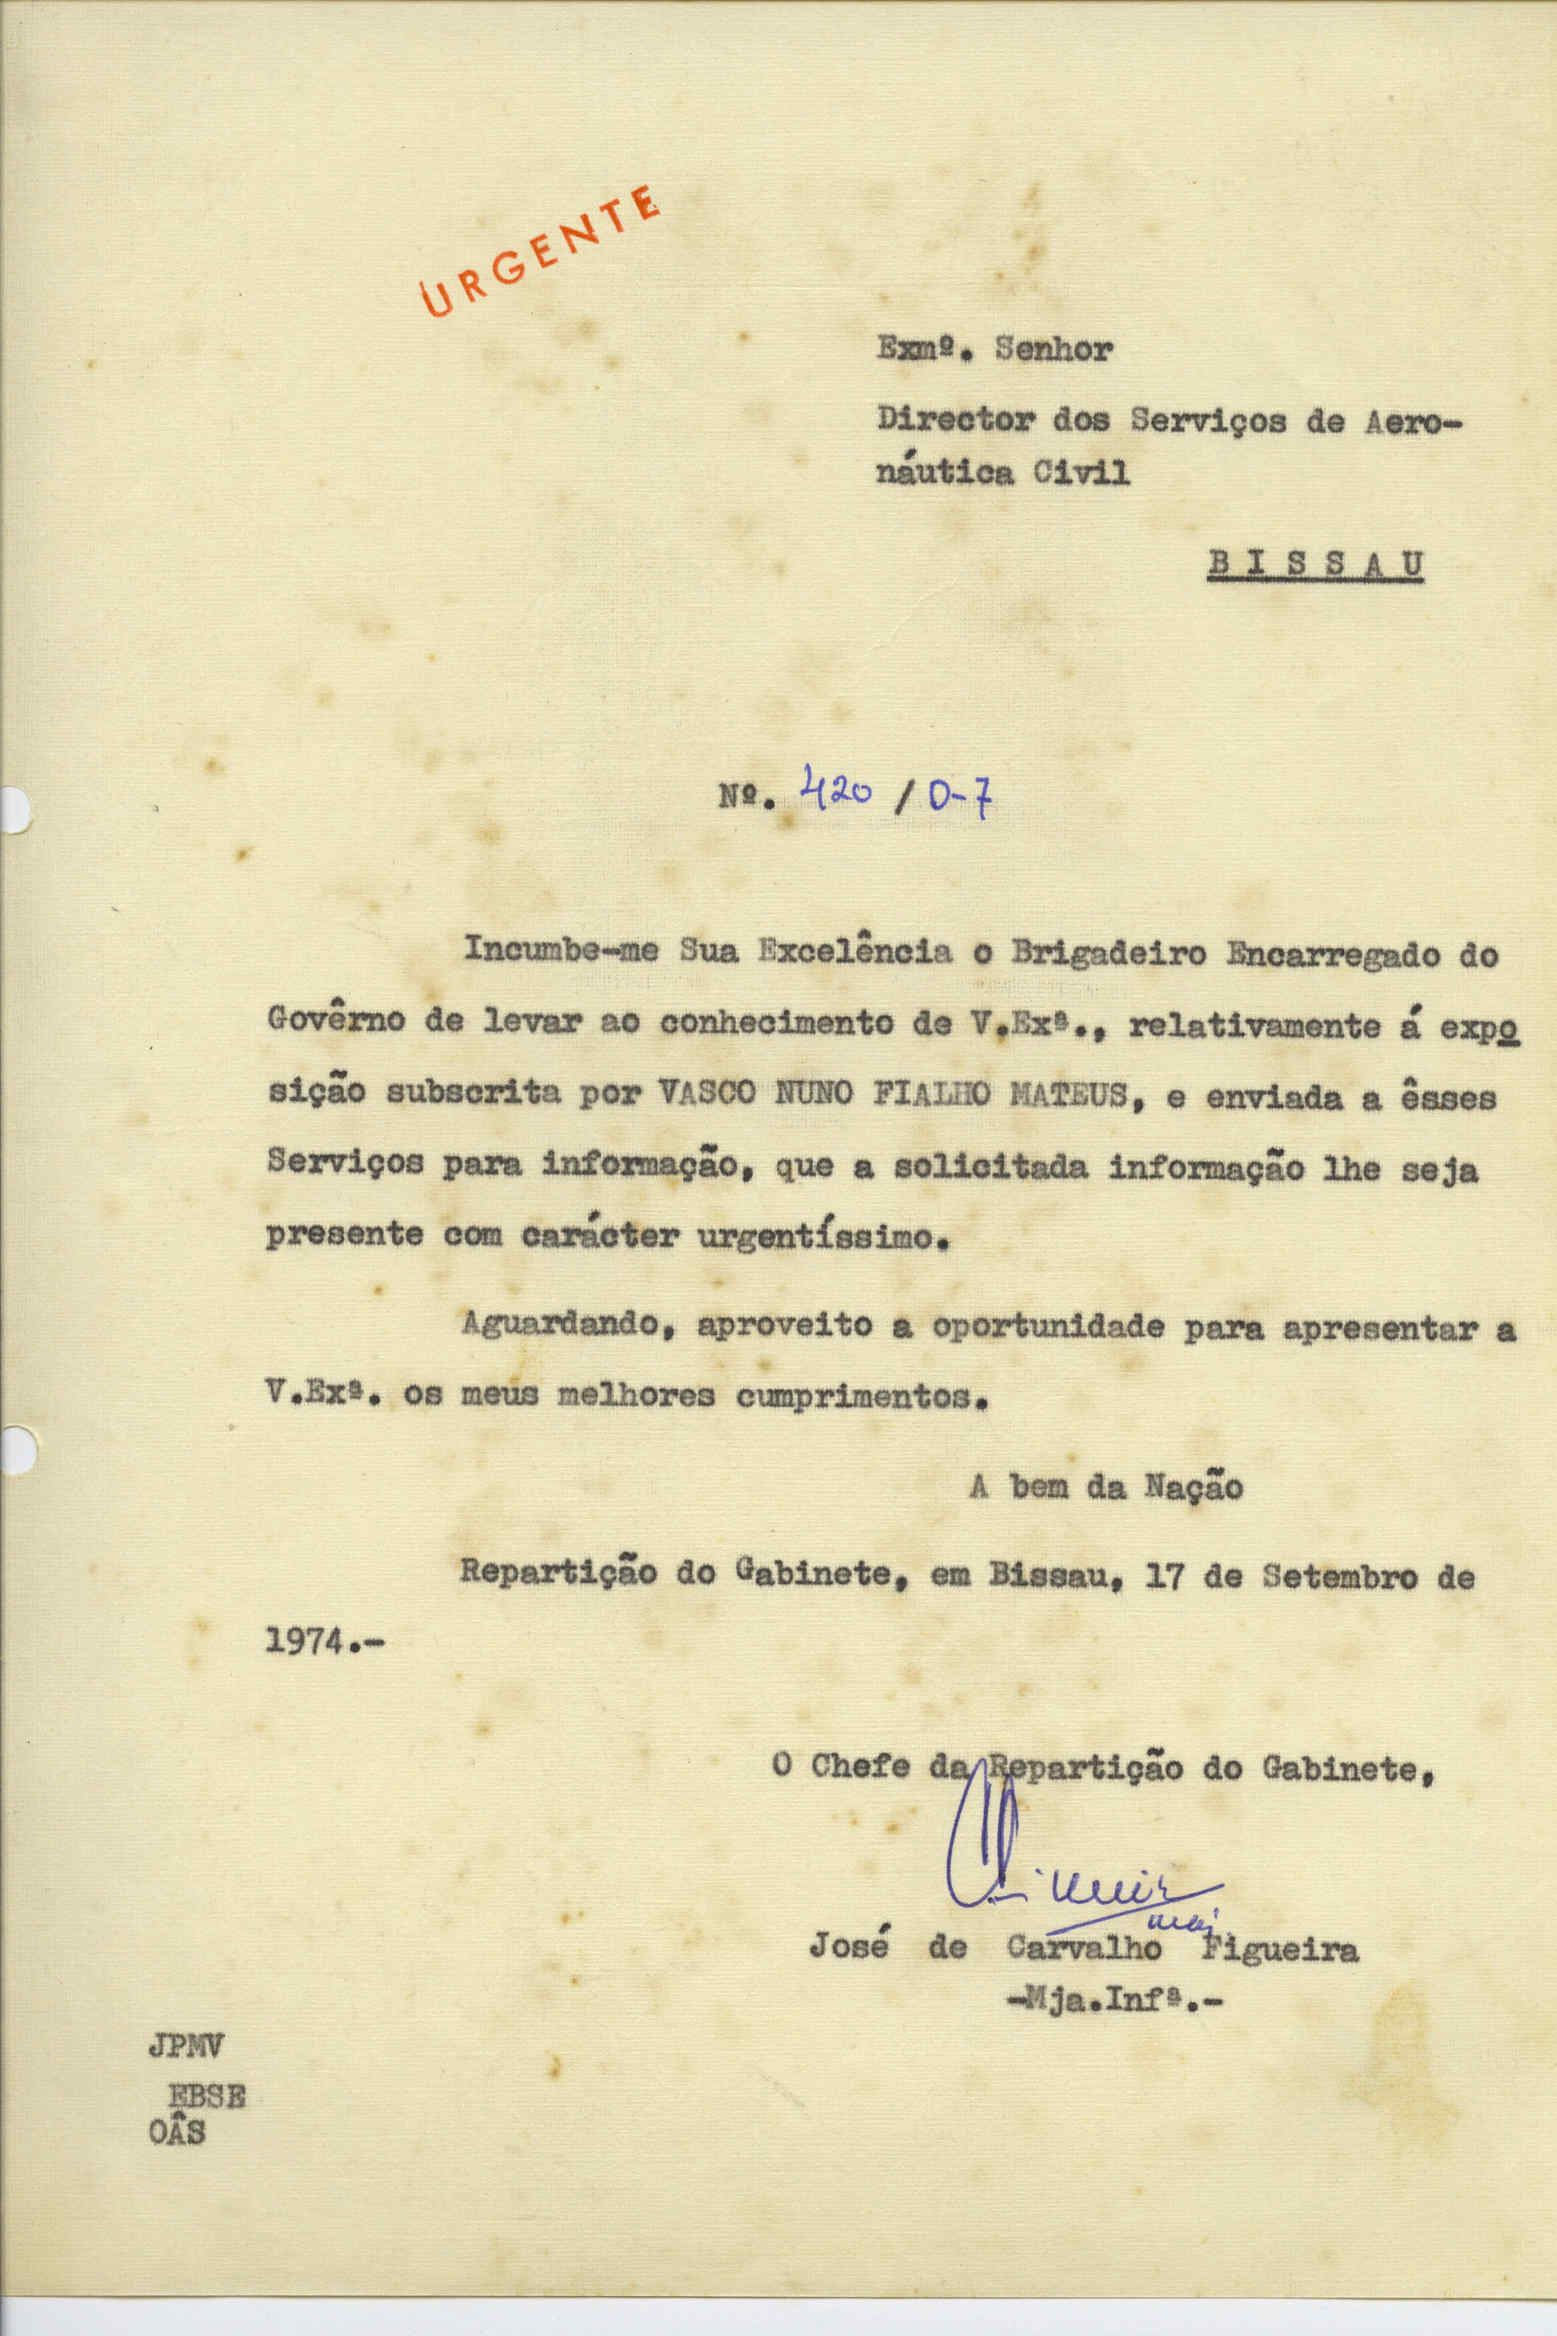 URGENTE
Exmº. Senhor
Director dos Serviços de Aero-
náutica Civil
B I S S A U
Nº. 420 / D-7
Incumbe-me Sua Excelência o Brigadeiro Encarregado do
Govêrno de levar ao conhecimento de V.Exª., relativamente á expo
sição subscrita por VASCO NUNO FIALHO MATEUS, e enviada a êsses
Serviços para informação, que a solicitada informação lhe seja
presente com carácter urgentíssimo.
Aguardando, aproveito a oportunidade para apresentar a
V.Exª. os meus melhores cumprimentos.
A bem da Nação
Repartição do Gabinete, em Bissau, 17 de Setembro de
1974.-
O Chefe da Repartição do Gabinete,
José de Carvalho Figueira
-Mja.Infª.-
JPMV
EBSE
OÂS